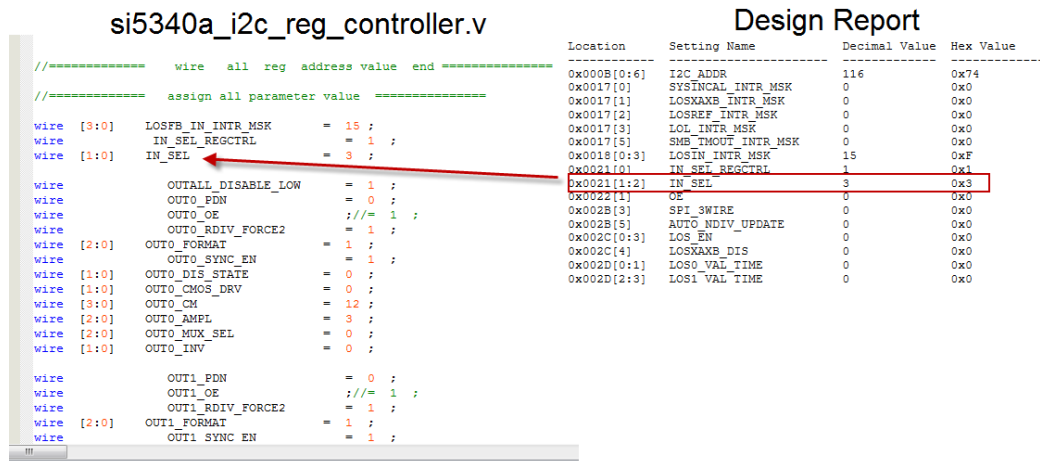 si5340a_i2c_reg_controller.v
//============= wire all reg address value end ===============
//============= assign all parameter value ===============
wire [3:0] LOSFB_IN_INTR_MSK = 15 ;
wire IN_SEL_REGCTRL = 1 ;
wire [1:0] IN_SEL = 3 ;
wire OUTALL_DISABLE_LOW = 1 ;
wire OUT0_PDN = 0 ;
wire OUT0_OE ;//= 1 ;
wire OUT0_RDIV_FORCE2 = 1 ;
wire [2:0] OUT0_FORMAT = 1 ;
wire OUT0_SYNC_EN = 1 ;
wire [1:0] OUT0_DIS_STATE = 0 ;
wire [1:0] OUT0_CMOS_DRV = 0 ;
wire [3:0] OUT0_CM = 12 ;
wire [2:0] OUT0_AMPL = 3 ;
wire [2:0] OUT0_MUX_SEL = 0 ;
wire [1:0] OUT0_INV = 0 ;
wire OUT1_PDN = 0 ;
wire OUT1_OE ;//= 1 ;
wire OUT1_RDIV_FORCE2 = 1 ;
wire [2:0] OUT1_FORMAT = 1 ;
wire OUT1_SYNC_EN = 1 ;
Design Report
Location Setting Name Decimal Value Hex Value
------------ ---------------------- ------------- -------------
0x000B[0:6] I2C_ADDR 116 0x74
0x0017[0] SYSINCAL_INTR_MSK 0 0x0
0x0017[1] LOSXAXB_INTR_MSK 0 0x0
0x0017[2] LOSREF_INTR_MSK 0 0x0
0x0017[3] LOL_INTR_MSK 0 0x0
0x0017[5] SMB_TMOUT_INTR_MSK 0 0x0
0x0018[0:3] LOSIN_INTR_MSK 15 0xF
0x0021[0] IN_SEL_REGCTRL 1 0x1
0x0021[1:2] IN_SEL 3 0x3
0x0022[1] OE 0 0x0
0x002B[3] SPI_3WIRE 0 0x0
0x002B[5] AUTO_NDIV_UPDATE 0 0x0
0x002C[0:3] LOS_EN 0 0x0
0x002C[4] LOSXAXB_DIS 0 0x0
0x002D[0:1] LOS0_VAL_TIME 0 0x0
0x002D[2:3] LOS1_VAL_TIME 0 0x0